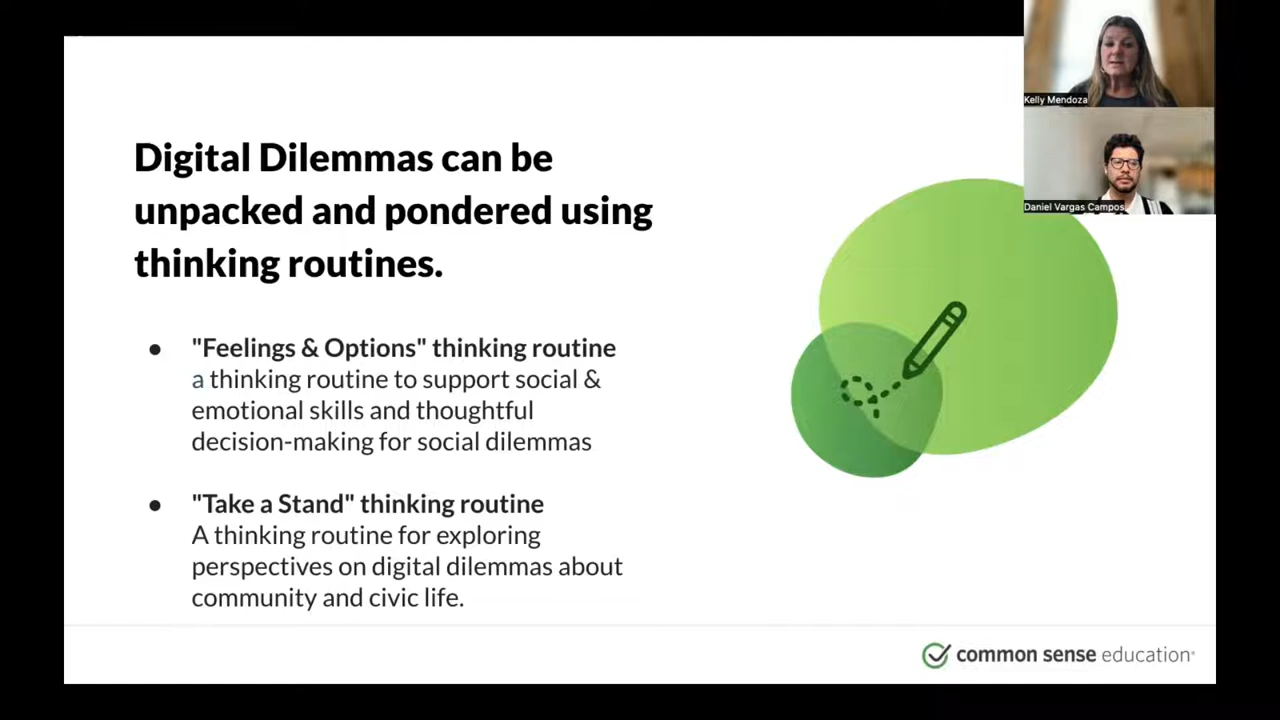 Digital Dilemmas can be
unpacked and pondered using
thinking routines.
● "Feelings & Options" thinking routine
a thinking routine to support social &
emotional skills and thoughtful
decision-making for social dilemmas
● "Take a Stand" thinking routine
A thinking routine for exploring
perspectives on digital dilemmas about
community and civic life.
Kelly Mendoza
Daniel Vargas Campos
common sense education